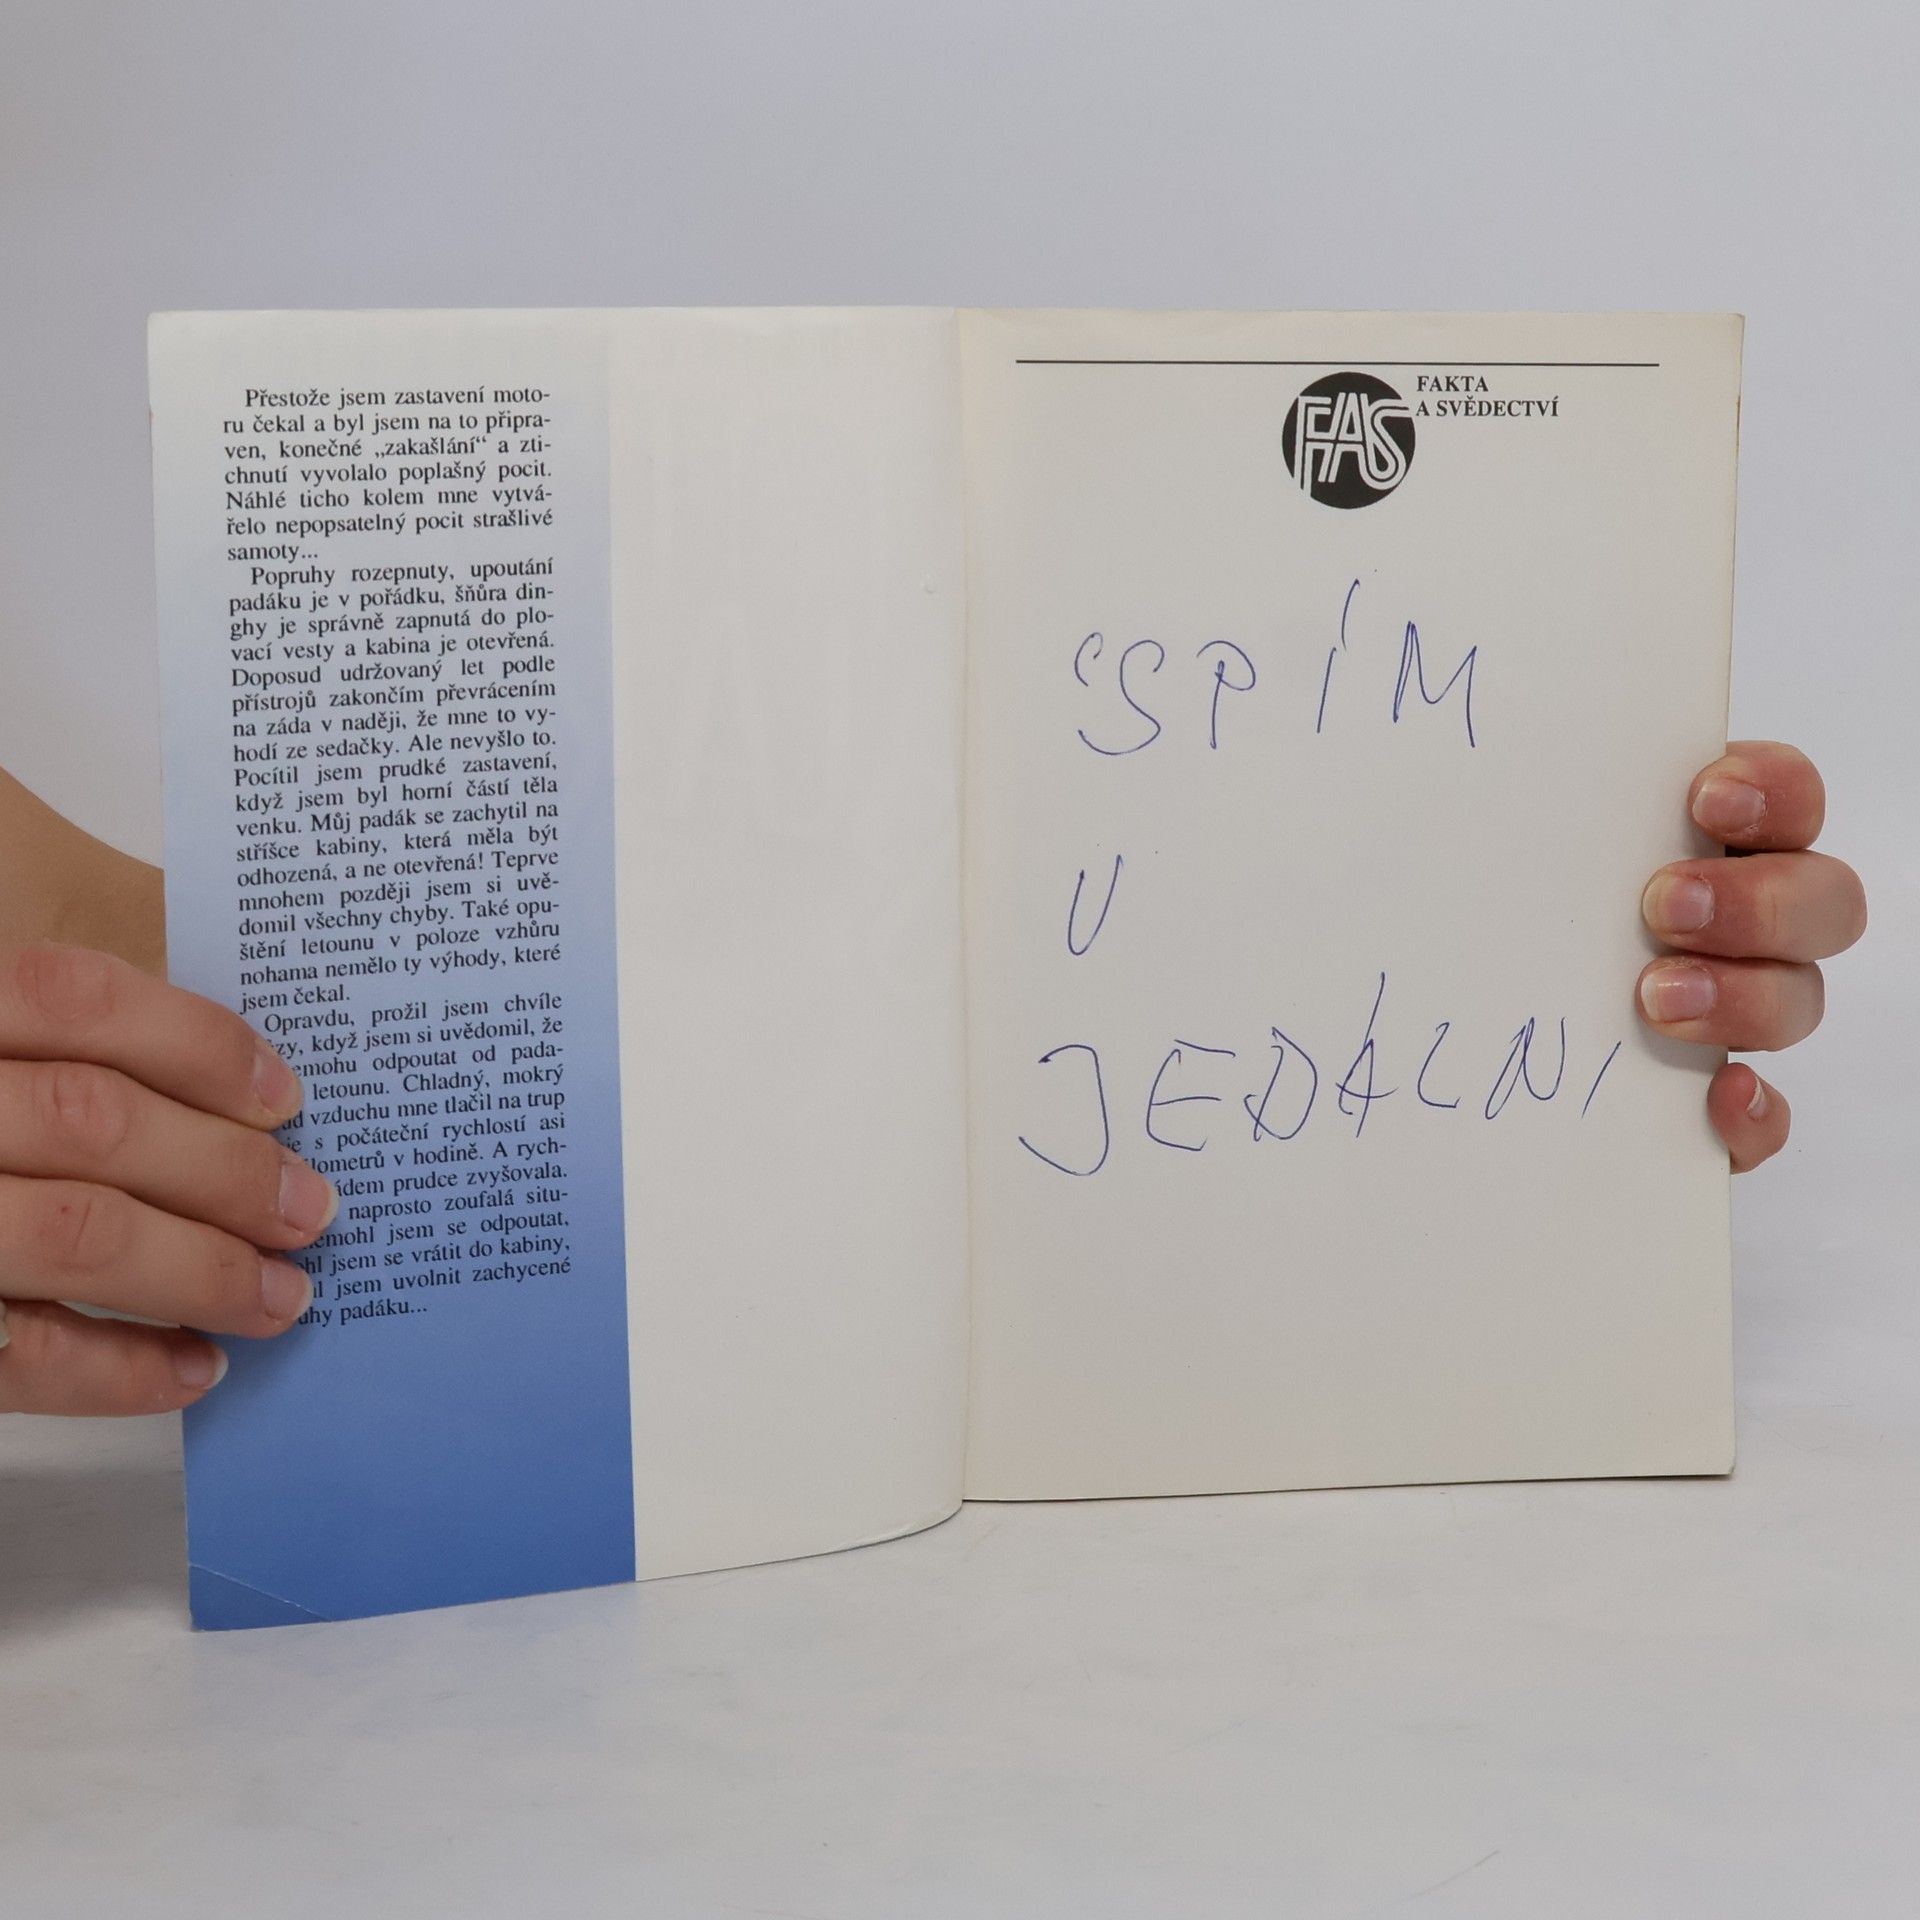 Přestože jsem zastavení moto-
ru čekal a byl jsem na to připra-
ven, konečné „zakašlání“ a zti-
chnutí vyvolalo poplašný pocit.
Náhlé ticho kolem mne vytvá-
řelo nepopsatelný pocit strašlivé
samoty...
Popruhy rozepnuty, upoutání
padáku je v pořádku, šňůra din-
ghy je správně zapnutá do plo-
vací vesty a kabina je otevřená.
Doposud udržovaný let podle
přístrojů zakončím převrácením
na záda v naději, že mne to vy-
hodí ze sedačky. Ale nevyšlo to.
Pocítil jsem prudké zastavení,
když jsem byl horní částí těla
venku. Můj padák se zachytil na
stříšce kabiny, která měla být
odhozená, a ne otevřená! Teprve
mnohem později jsem si uvě-
domil všechny chyby. Také opu-
štění letounu v poloze vzhůru
nohama nemělo ty výhody, které
jsem čekal.
Opravdu, prožil jsem chvíle
když jsem si uvědomil, že
odpoutat od pada-
letounu. Chladný, mokrý
vzduchu mne tlačil na trup
s počáteční rychlostí asi
v hodině. A rych-
prudce zvyšovala.
naprosto zoufalá situ-
jsem se odpoutat,
jsem se vrátit do kabiny,
jsem uvolnit zachycené
padáku...
FAKTA
A SVĚDECTVÍ
FAS
SPÍM
V
JEDÁLNI